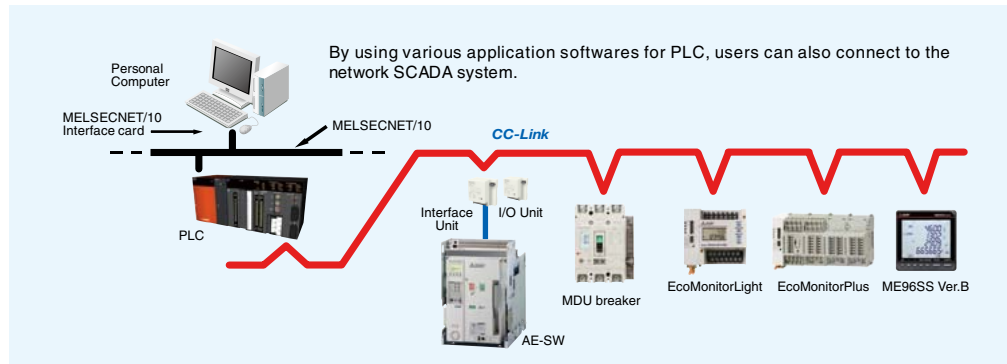 By using various application softwares for PLC, users can also connect to the
network SCADA system.
Personal
Computer
MELSECNET/10
Interface card
MELSECNET/10
CC-Link
PLC
Interface
Unit
I/O Unit
AE-SW
MDU breaker
EcoMonitorLight
EcoMonitorPlus
ME96SS Ver.B